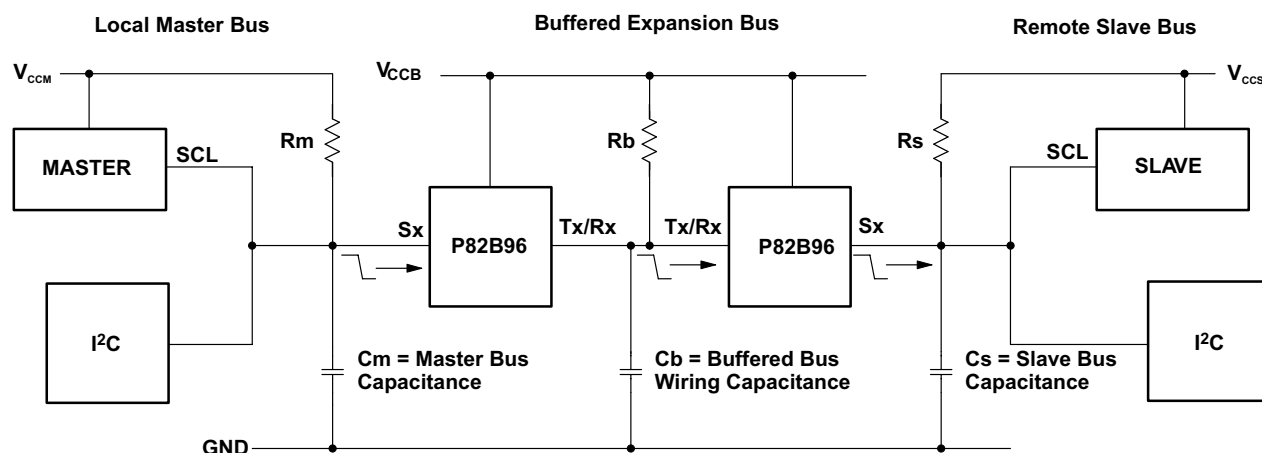 Local Master Bus
Buffered Expansion Bus
Remote Slave Bus
VCCM
VCCB
VCCS
MASTER
SCL
Rm
Rb
Rs
SCL
SLAVE
Sx
P82B96
Tx/Rx
Tx/Rx
P82B96
Sx
I²C
I²C
Cm = Master Bus
Capacitance
Cb = Buffered Bus
Wiring Capacitance
Cs = Slave Bus
Capacitance
GND